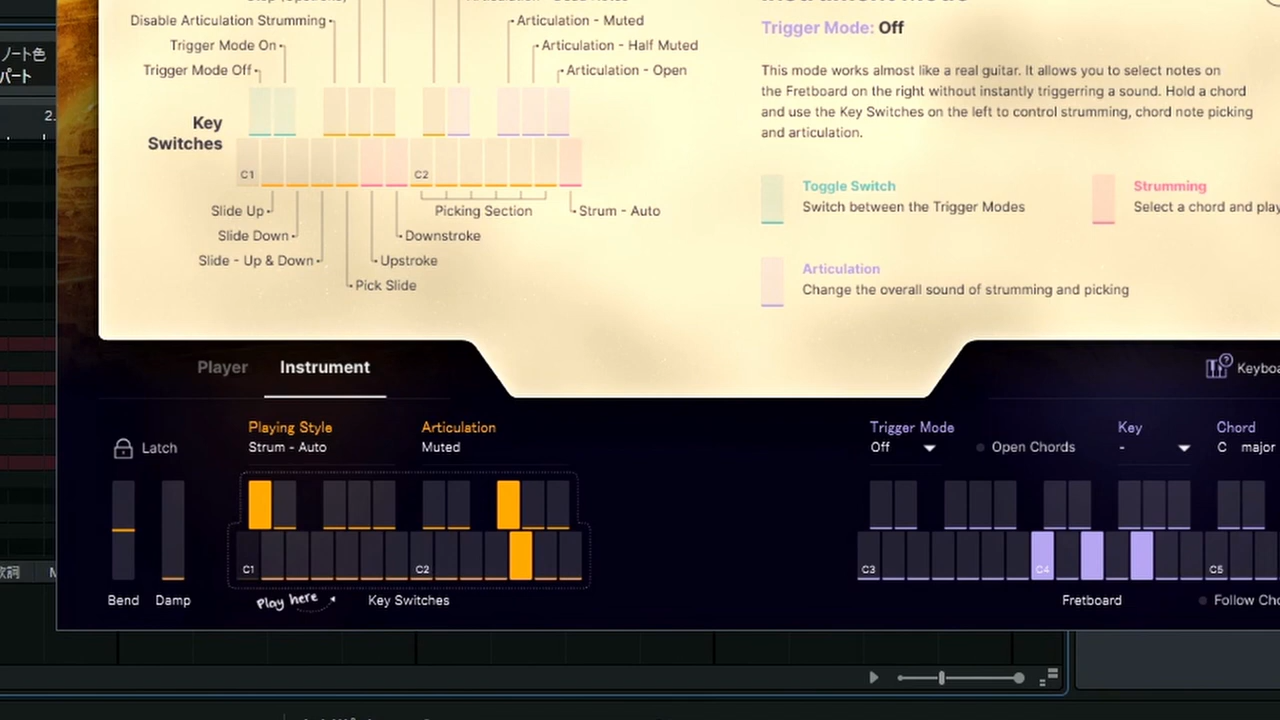 Disable Articulation Strumming
Trigger Mode On
Trigger Mode Off
Articulation - Muted
Articulation - Half Muted
Articulation - Open
Key
Switches
C1
C2
Slide Up
Slide Down
Slide - Up & Down
Pick Slide
Upstroke
Downstroke
Picking Section
Strum - Auto
Trigger Mode: Off
This mode works almost like a real guitar. It allows you to select notes on
the Fretboard on the right without instantly triggerring a sound. Hold a chord
and use the Key Switches on the left to control strumming, chord note picking
and articulation.
Toggle Switch
Switch between the Trigger Modes
Strumming
Select a chord and play
Articulation
Change the overall sound of strumming and picking
ノート色
パート
2.
歌詞
Player
Instrument
Keyboa
Latch
Playing Style
Strum - Auto
Articulation
Muted
Trigger Mode
Off
Open Chords
Key
-
Chord
C major
C1
C2
C3
C4
C5
Bend
Damp
Play here
Key Switches
Fretboard
Follow Cho